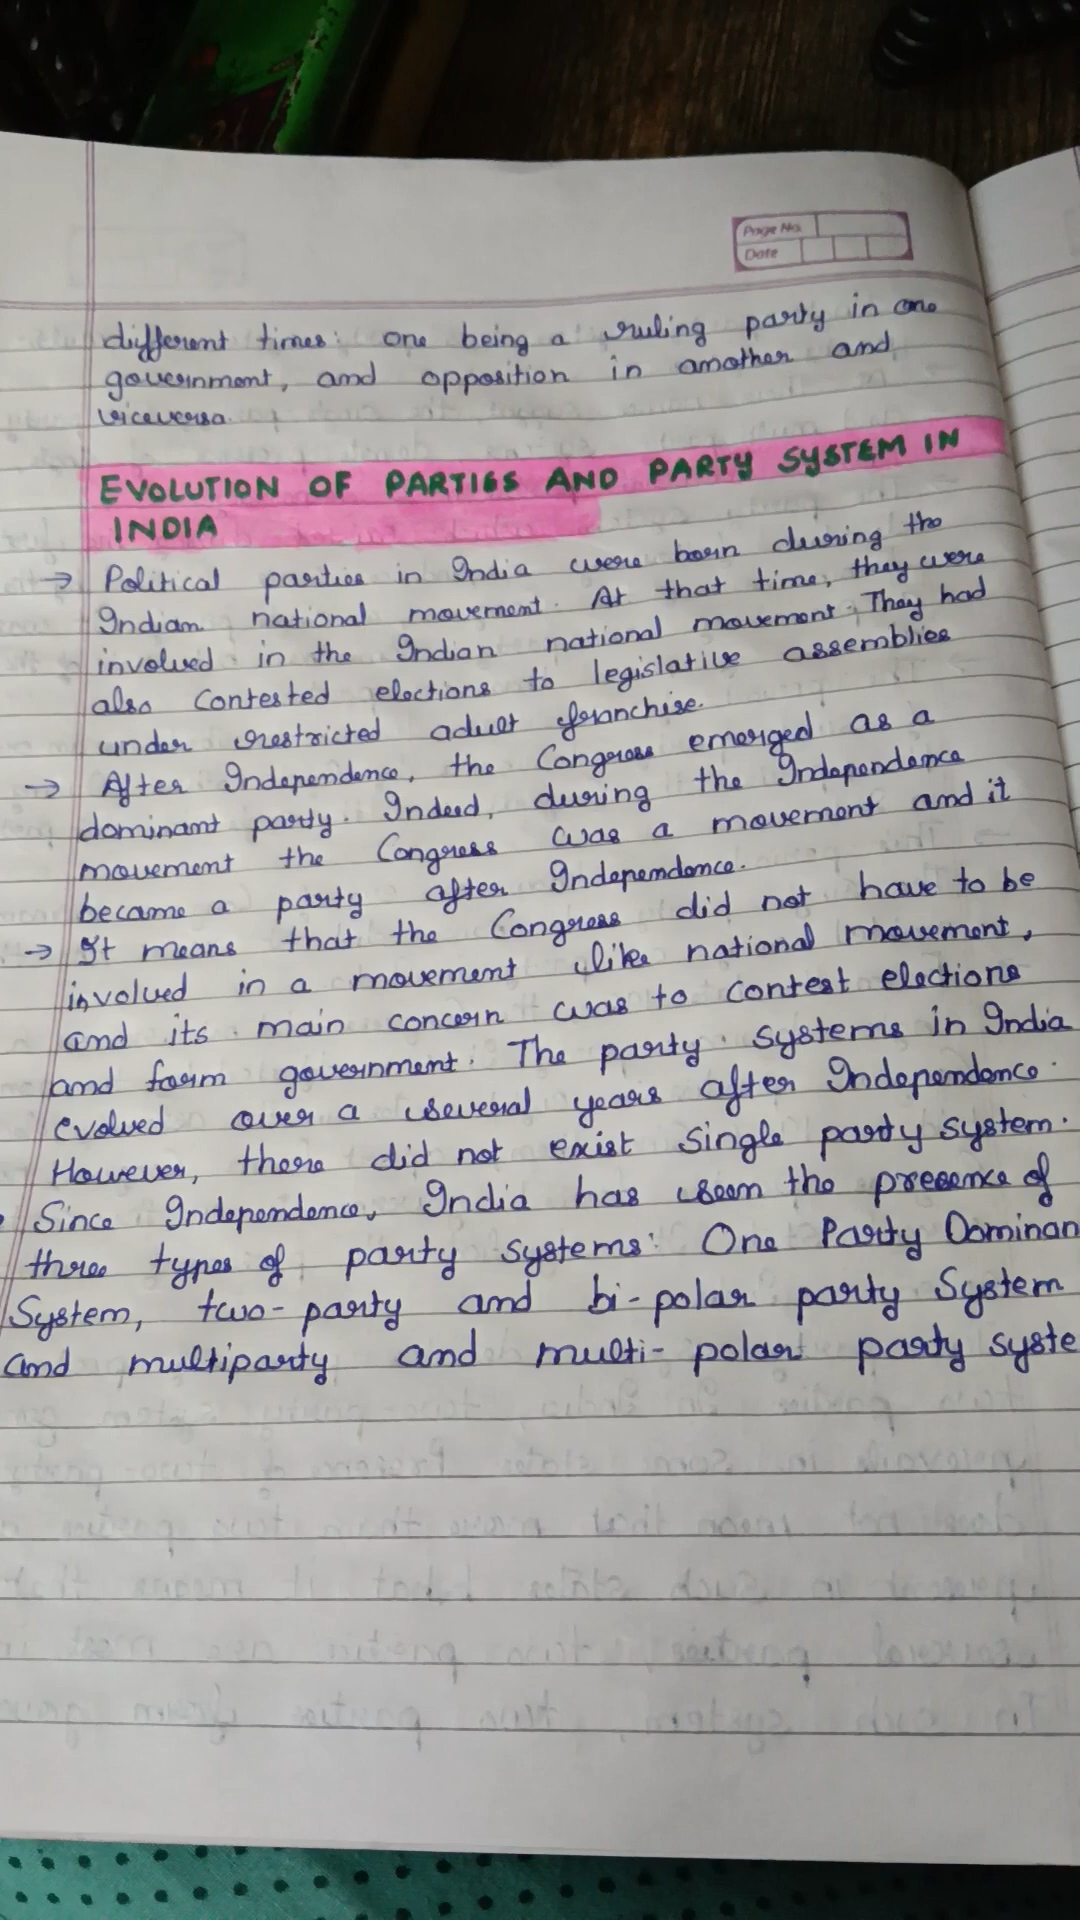 Page No.
Date
different times: one being a ruling party in one
government, and opposition in another and
viceversa.
EVOLUTION OF PARTIES AND PARTY SYSTEM IN
INDIA
→ Political parties in India were born during the
Indian national movement. At that time, they were
involved in the Indian national movement. They had
also contested elections to legislative assemblies
under restricted adult franchise.
→ After Independence, the Congress emerged as a
dominant party. Indeed, during the Independence
movement the Congress was a movement and it
became a party after Independence.
→ It means that the Congress did not have to be
involved in a movement like national movement,
and its main concern was to contest elections
and form government. The party systems in India
evolved over a several years after Independence.
However, there did not exist single party system.
Since Independence, India has seen the presence of
three types of party systems: One Party Dominan
System, two-party and bi-polar party System
and multiparty and multi-polar party syste